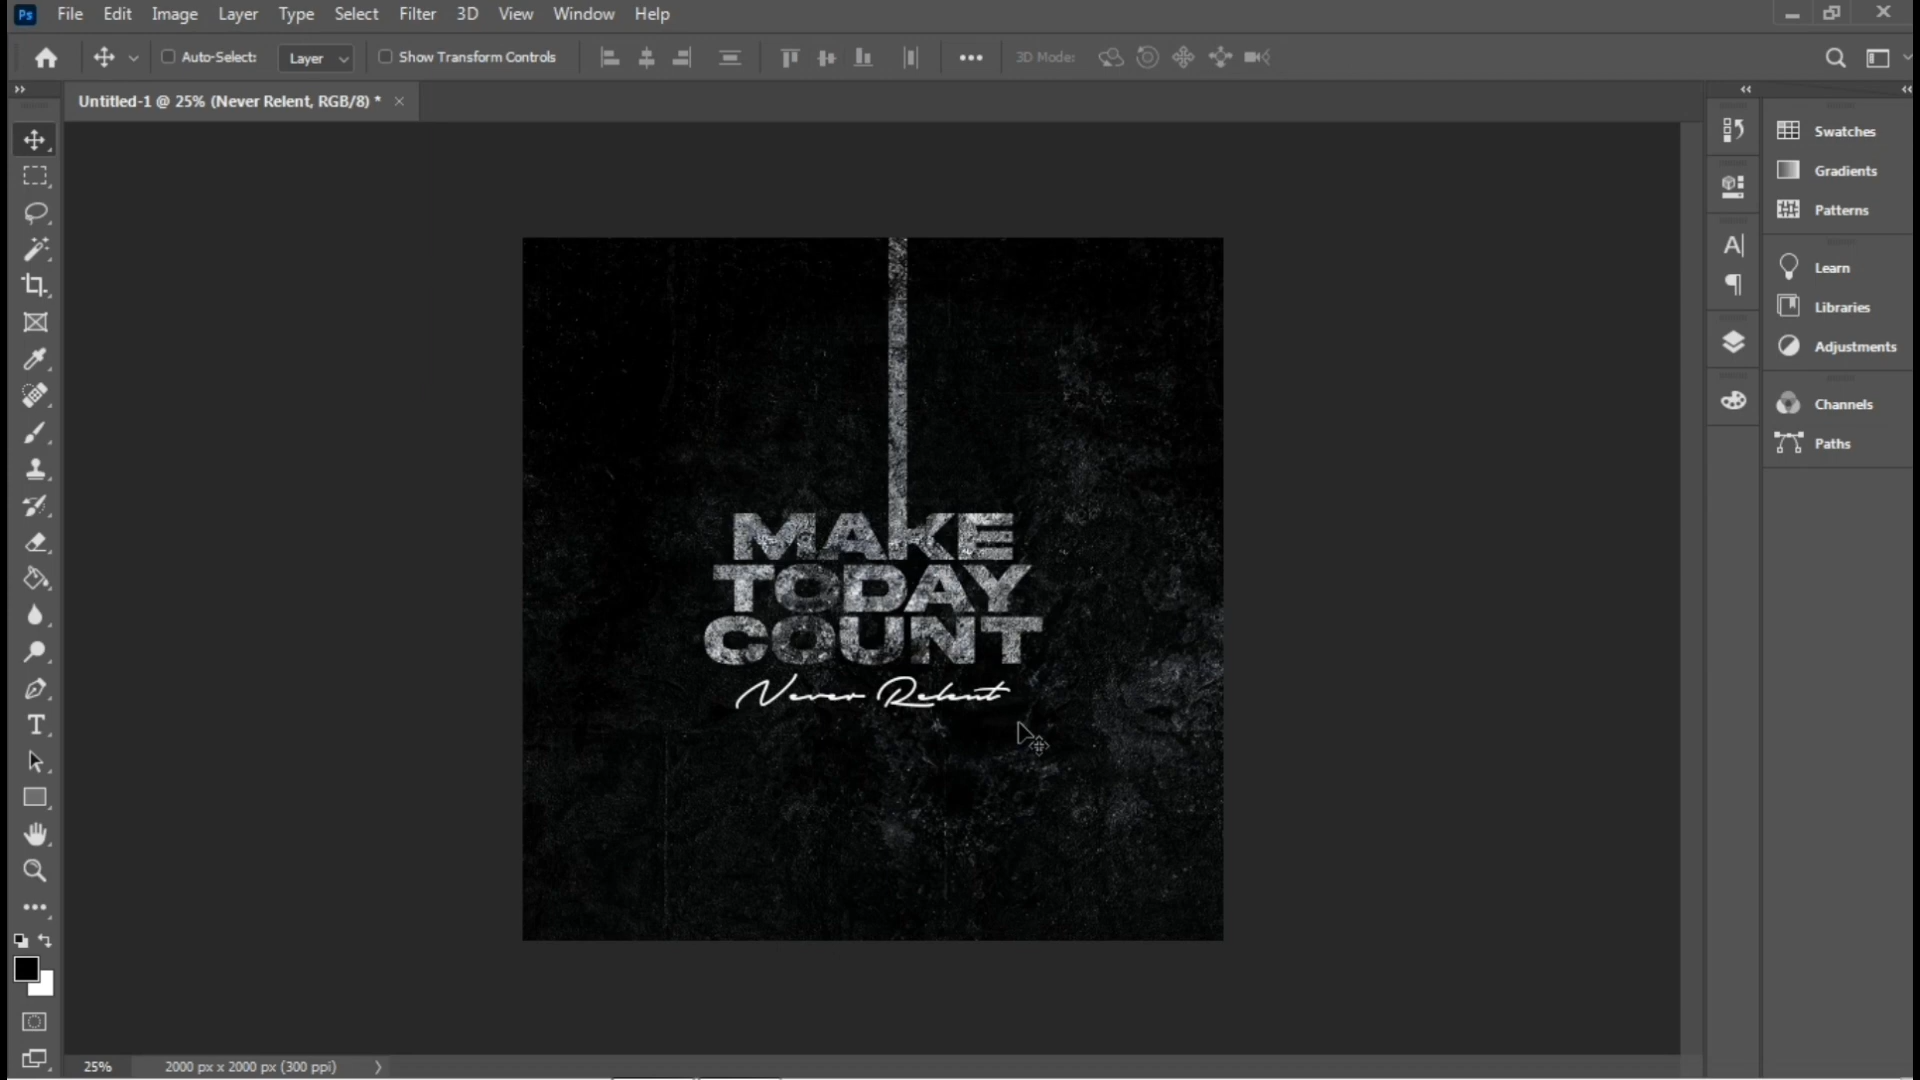 Ps File Edit Image Layer Type Select Filter 3D View Window Help
Auto-Select: Layer Show Transform Controls 3D Mode:
Untitled-1 @ 25% (Never Relent, RGB/8) *
Swatches
Gradients
Patterns
Learn
Libraries
Adjustments
Channels
Paths
MAKE
TODAY
COUNT
Never Relent
25% 2000 px x 2000 px (300 ppi)